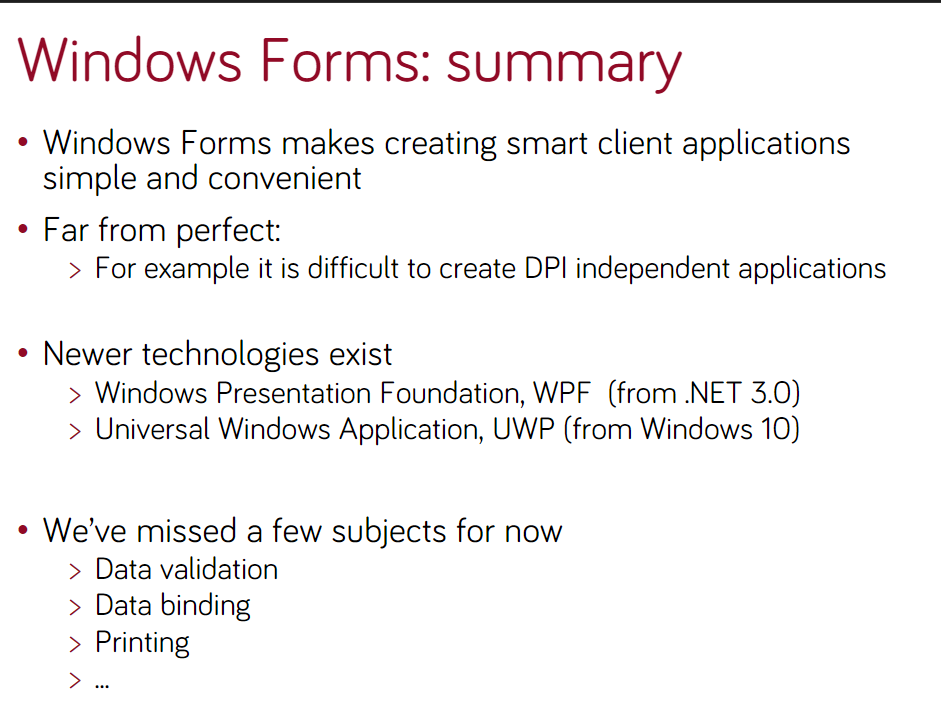 Windows Forms: summary
• Windows Forms makes creating smart client applications
simple and convenient
• Far from perfect:
> For example it is difficult to create DPI independent applications
• Newer technologies exist
> Windows Presentation Foundation, WPF (from .NET 3.0)
> Universal Windows Application, UWP (from Windows 10)
• We've missed a few subjects for now
> Data validation
> Data binding
> Printing
> ...